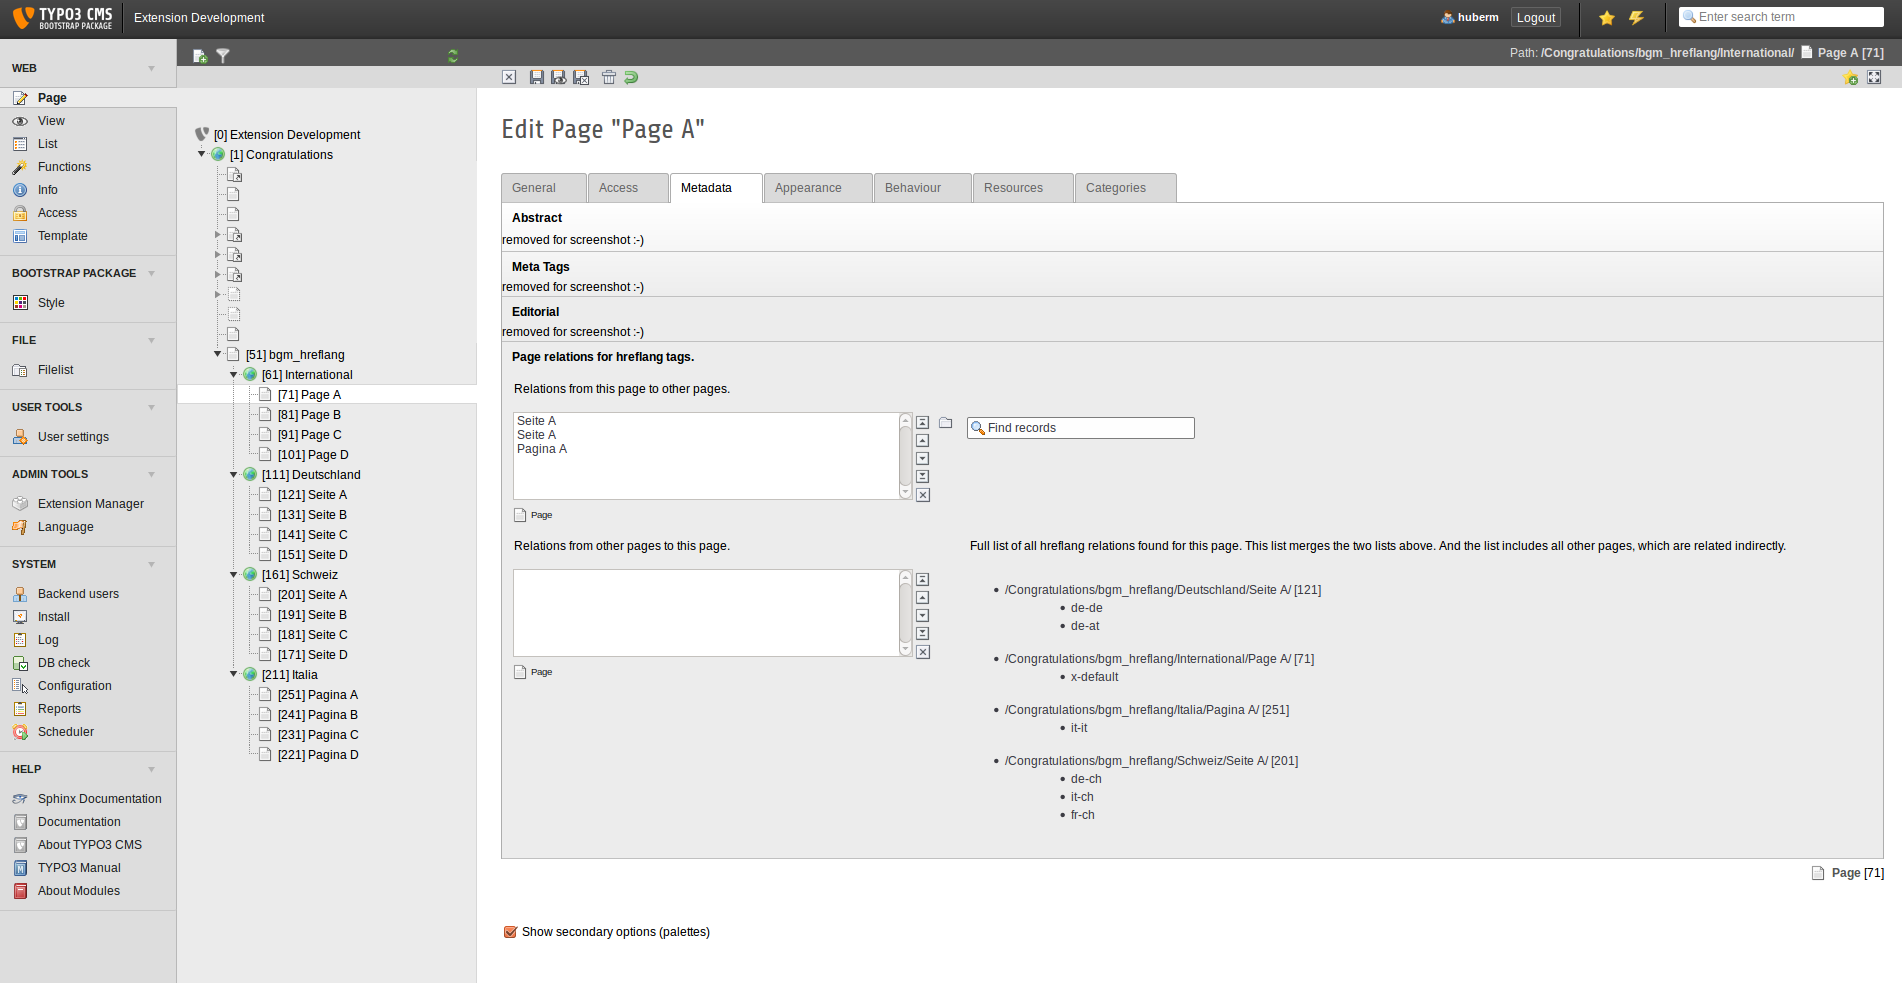 TYPO3 CMS
BOOTSTRAP PACKAGE
Extension Development
huberm
Logout
Enter search term
Path: /Congratulations/bgm_hreflang/International/ Page A [71]
WEB
Page
View
List
Functions
Info
Access
Template
BOOTSTRAP PACKAGE
Style
FILE
Filelist
USER TOOLS
User settings
ADMIN TOOLS
Extension Manager
Language
SYSTEM
Backend users
Install
Log
DB check
Configuration
Reports
Scheduler
HELP
Sphinx Documentation
Documentation
About TYPO3 CMS
TYPO3 Manual
About Modules
[0] Extension Development
[1] Congratulations
[51] bgm_hreflang
[61] International
[71] Page A
[81] Page B
[91] Page C
[101] Page D
[111] Deutschland
[121] Seite A
[131] Seite B
[141] Seite C
[151] Seite D
[161] Schweiz
[201] Seite A
[191] Seite B
[181] Seite C
[171] Seite D
[211] Italia
[251] Pagina A
[241] Pagina B
[231] Pagina C
[221] Pagina D
Edit Page "Page A"
General
Access
Metadata
Appearance
Behaviour
Resources
Categories
Abstract
removed for screenshot :-)
Meta Tags
removed for screenshot :-)
Editorial
removed for screenshot :-)
Page relations for hreflang tags.
Relations from this page to other pages.
Seite A
Seite A
Pagina A
Find records
Page
Relations from other pages to this page.
Page
Full list of all hreflang relations found for this page. This list merges the two lists above. And the list includes all other pages, which are related indirectly.
/Congratulations/bgm_hreflang/Deutschland/Seite A/ [121]
de-de
de-at
/Congratulations/bgm_hreflang/International/Page A/ [71]
x-default
/Congratulations/bgm_hreflang/Italia/Pagina A/ [251]
it-it
/Congratulations/bgm_hreflang/Schweiz/Seite A/ [201]
de-ch
it-ch
fr-ch
Page [71]
Show secondary options (palettes)